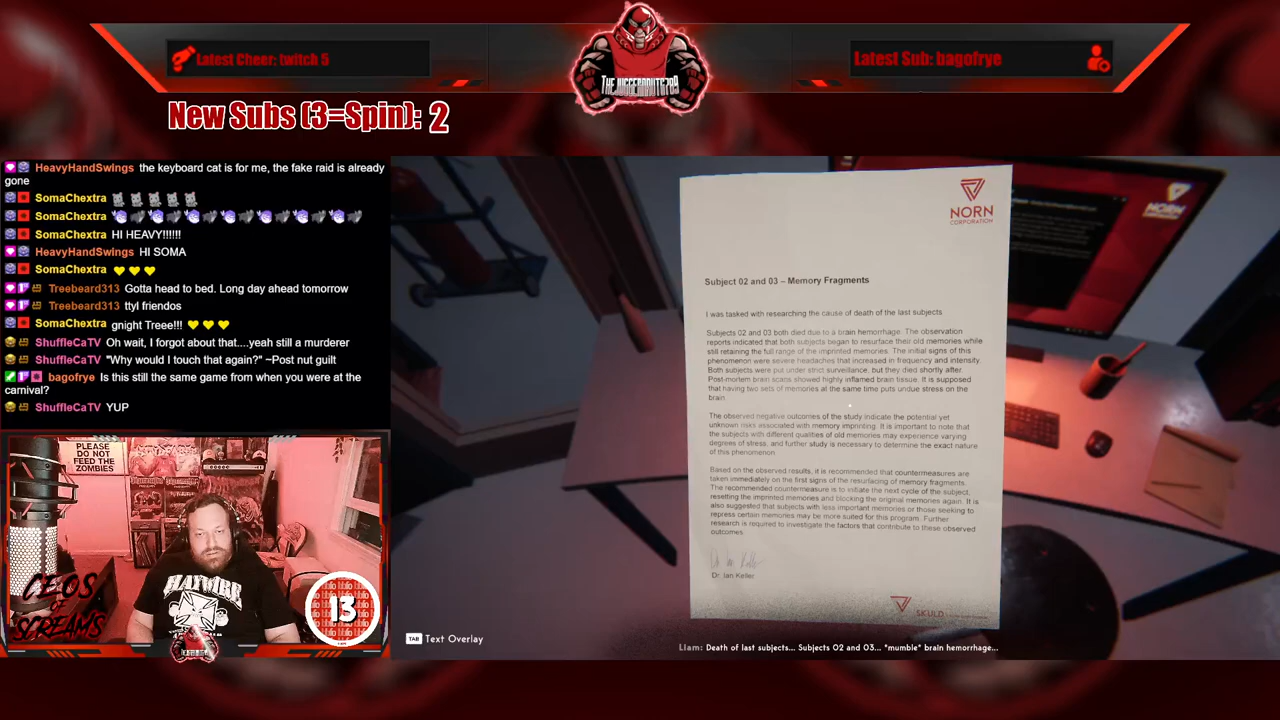 Latest Cheer: twitch 5
THEJUGGERNAUT6789
Latest Sub: bagofrye
New Subs (3=Spin): 2
HeavyHandSwings the keyboard cat is for me, the fake raid is already
gone
SomaChextra
SomaChextra
SomaChextra HI HEAVY!!!!!!
HeavyHandSwings HI SOMA
SomaChextra
Treebeard313 Gotta head to bed. Long day ahead tomorrow
Treebeard313 ttyl friendos
SomaChextra gnight Treee!!!
ShuffleCaTV Oh wait, I forgot about that....yeah still a murderer
ShuffleCaTV "Why would I touch that again?" ~Post nut guilt
bagofrye Is this still the same game from when you were at the
carnival?
ShuffleCaTV YUP
PLEASE
DO NOT
FEED THE
ZOMBIES
HAYWIRE
CEOS
OF
SCREAMS
13
NORN
CORPORATION
NORN
Subject 02 and 03 – Memory Fragments
I was tasked with researching the cause of death of the last subjects
Subjects 02 and 03 both died due to a brain hemorrhage. The observation
reports indicated that both subjects began to resurface their old memories while
still retaining the full range of the imprinted memories. The initial signs of this
phenomenon were severe headaches that increased in frequency and intensity.
Both subjects were put under strict surveillance, but they died shortly after.
Post-mortem brain scans showed highly inflamed brain tissue. It is supposed
that having two sets of memories at the same time puts undue stress on the
brain
The observed negative outcomes of the study indicate the potential yet
unknown risks associated with memory imprinting. It is important to note that
the subjects with different qualities of old memories may experience varying
degrees of stress, and further study is necessary to determine the exact nature
of this phenomenon
Based on the observed results, it is recommended that countermeasures are
taken immediately on the first signs of the resurfacing of memory fragments.
The recommended countermeasure is to initiate the next cycle of the subject,
resetting the imprinted memories and blocking the original memories again. It is
also suggested that subjects with less important memories or those seeking to
repress certain memories may be more suited for this program. Further
research is required to investigate the factors that contribute to these observed
outcomes.
Dr. Ian Keller
SKULD
TAB Text Overlay
Liam: Death of last subjects... Subjects 02 and 03... *mumble* brain hemorrhage...